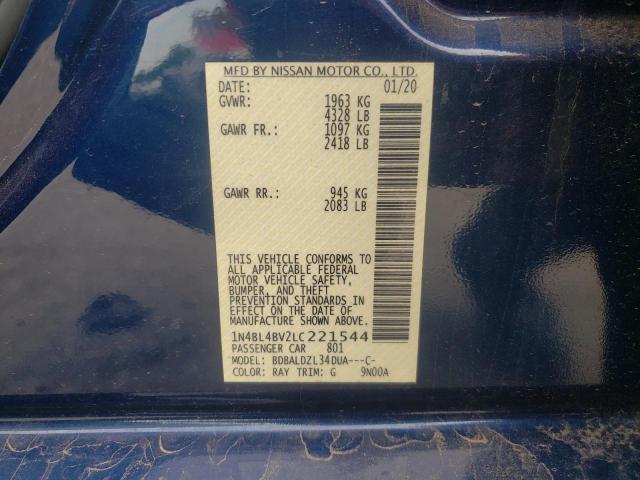 MFD BY NISSAN MOTOR CO., LTD.
DATE: 01/20
GVWR: 1963 KG
4328 LB
GAWR FR.: 1097 KG
2418 LB
GAWR RR.: 945 KG
2083 LB
THIS VEHICLE CONFORMS TO
ALL APPLICABLE FEDERAL
MOTOR VEHICLE SAFETY,
BUMPER, AND THEFT
PREVENTION STANDARDS IN
EFFECT ON THE DATE OF
MANUFACTURE SHOWN ABOVE.
1N4BL4BV2LC221544
PASSENGER CAR 801
MODEL: BDBALDZL34DUA---C-
COLOR: RAY TRIM: G 9N00A